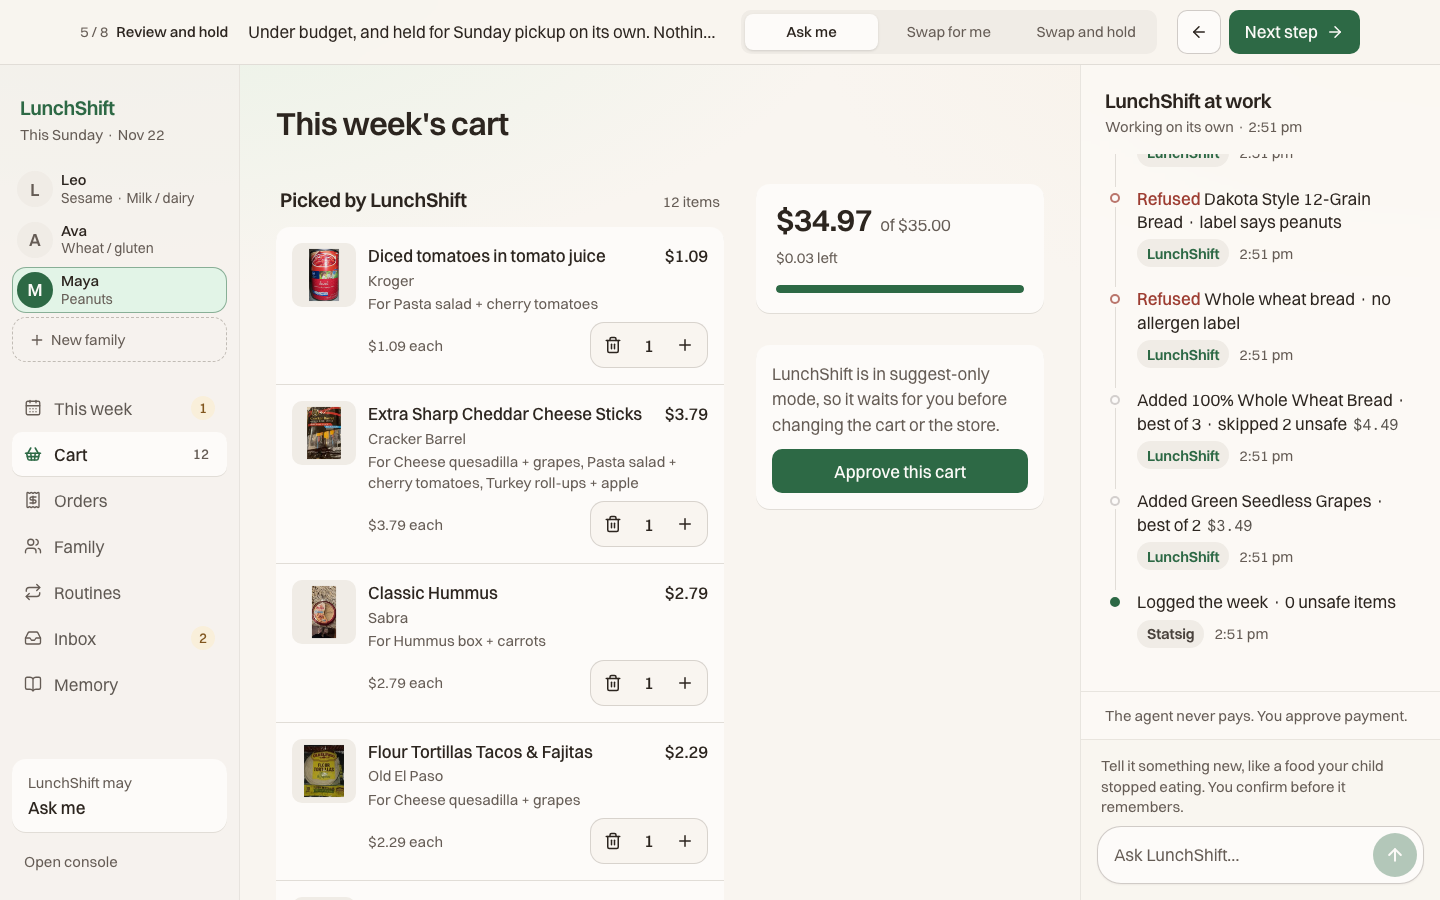 5 / 8 Review and hold Under budget, and held for Sunday pickup on its own. Nothin... Ask me Swap for me Swap and hold Next step
LunchShift
This Sunday · Nov 22
L
Leo
Sesame · Milk / dairy
A
Ava
Wheat / gluten
M
Maya
Peanuts
New family
This week 1
Cart 12
Orders
Family
Routines
Inbox 2
Memory
LunchShift may
Ask me
Open console
This week's cart
Picked by LunchShift 12 items
Diced tomatoes in tomato juice $1.09
Kroger
For Pasta salad + cherry tomatoes
$1.09 each 1
Extra Sharp Cheddar Cheese Sticks $3.79
Cracker Barrel
For Cheese quesadilla + grapes, Pasta salad +
cherry tomatoes, Turkey roll-ups + apple
$3.79 each 1
Classic Hummus $2.79
Sabra
For Hummus box + carrots
$2.79 each 1
Flour Tortillas Tacos & Fajitas $2.29
Old El Paso
For Cheese quesadilla + grapes
$2.29 each 1
$34.97 of $35.00
$0.03 left
LunchShift is in suggest-only
mode, so it waits for you before
changing the cart or the store.
Approve this cart
LunchShift at work
Working on its own · 2:51 pm
LunchShift 2:51 pm
Refused Dakota Style 12-Grain
Bread · label says peanuts
LunchShift 2:51 pm
Refused Whole wheat bread · no
allergen label
LunchShift 2:51 pm
Added 100% Whole Wheat Bread ·
best of 3 · skipped 2 unsafe $4.49
LunchShift 2:51 pm
Added Green Seedless Grapes ·
best of 2 $3.49
LunchShift 2:51 pm
Logged the week · 0 unsafe items
Statsig 2:51 pm
The agent never pays. You approve payment.
Tell it something new, like a food your child
stopped eating. You confirm before it
remembers.
Ask LunchShift...